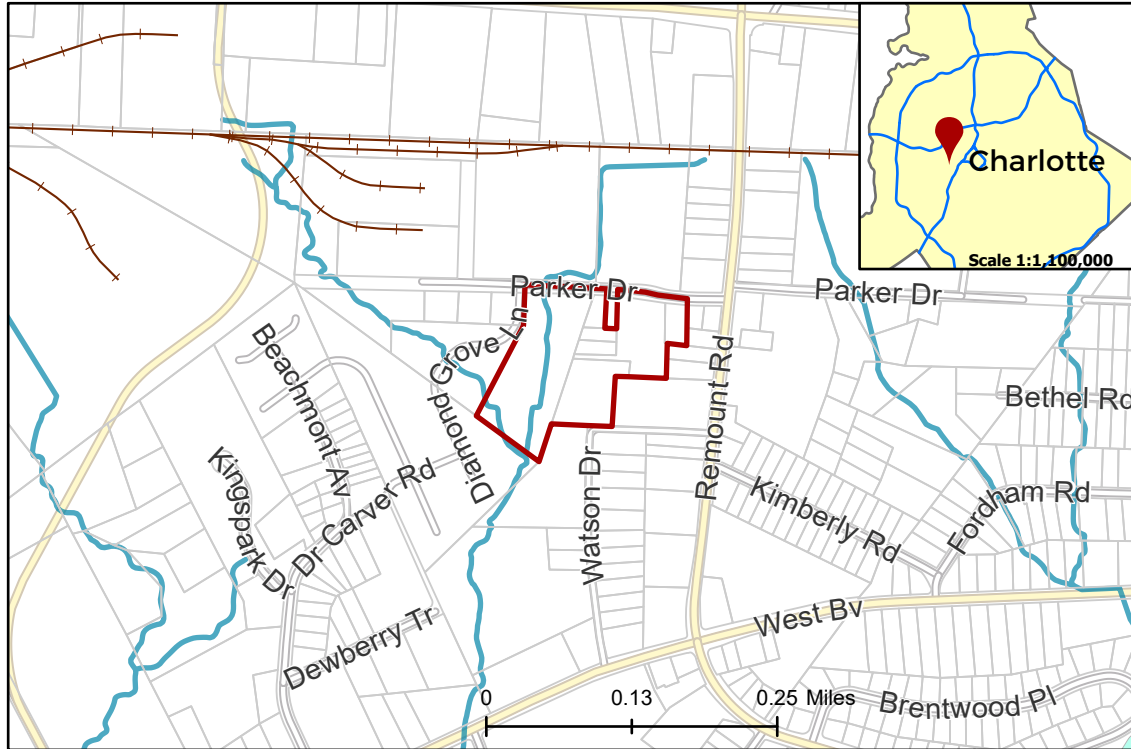 Charlotte
Scale 1:1,100,000
Parker Dr
Parker Dr
Diamond Grove Ln
Beachmont Av
Remount Rd
Bethel Rd
Kingspark Dr
Dr Carver Rd
Watson Dr
Kimberly Rd
Fordham Rd
Dewberry Tr
West Bv
Brentwood Pl
0 0.13 0.25 Miles